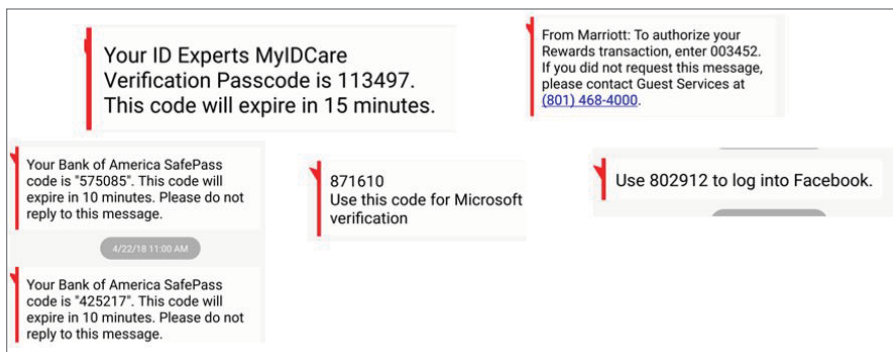 Your ID Experts MyIDCare
Verification Passcode is 113497.
This code will expire in 15 minutes.
From Marriott: To authorize your
Rewards transaction, enter 003452.
If you did not request this message,
please contact Guest Services at
(801) 468-4000.
Your Bank of America SafePass
code is "575085". This code will
expire in 10 minutes. Please do not
reply to this message.
4/22/18 11:00 AM
Your Bank of America SafePass
code is "425217". This code will
expire in 10 minutes. Please do not
reply to this message.
871610
Use this code for Microsoft
verification
Use 802912 to log into Facebook.